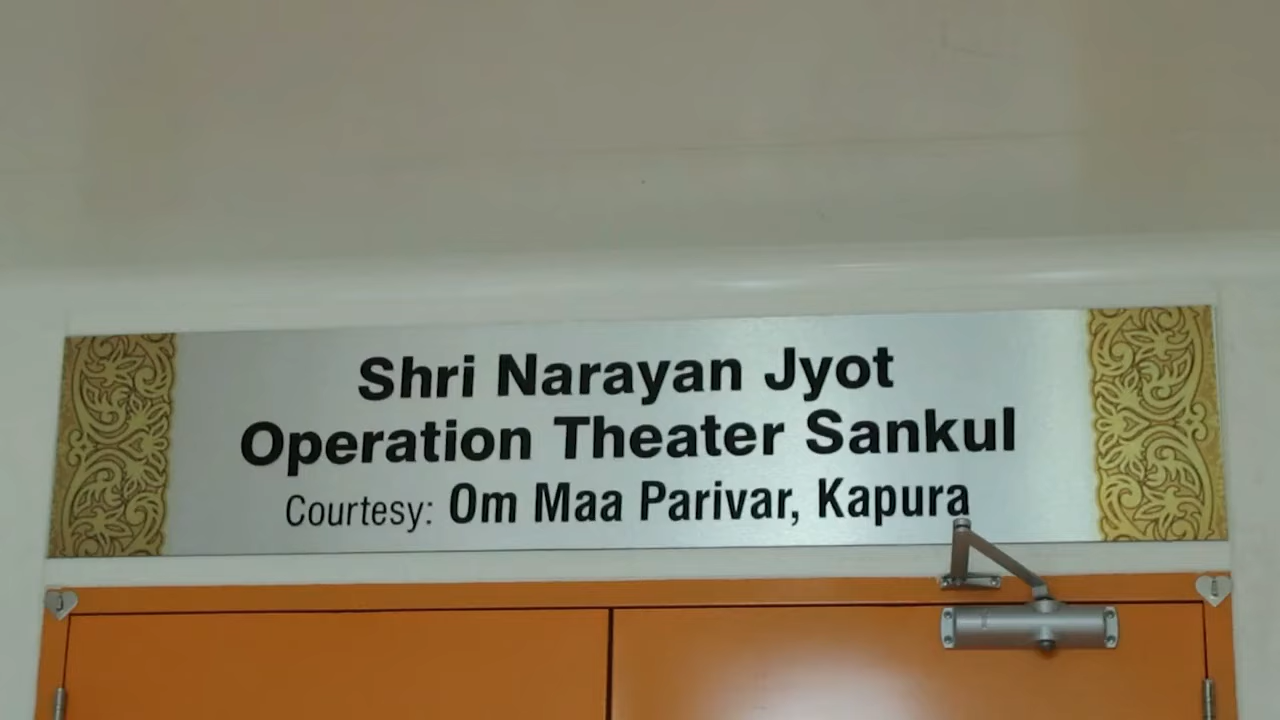 Shri Narayan Jyot
Operation Theater Sankul
Courtesy: Om Maa Parivar, Kapura